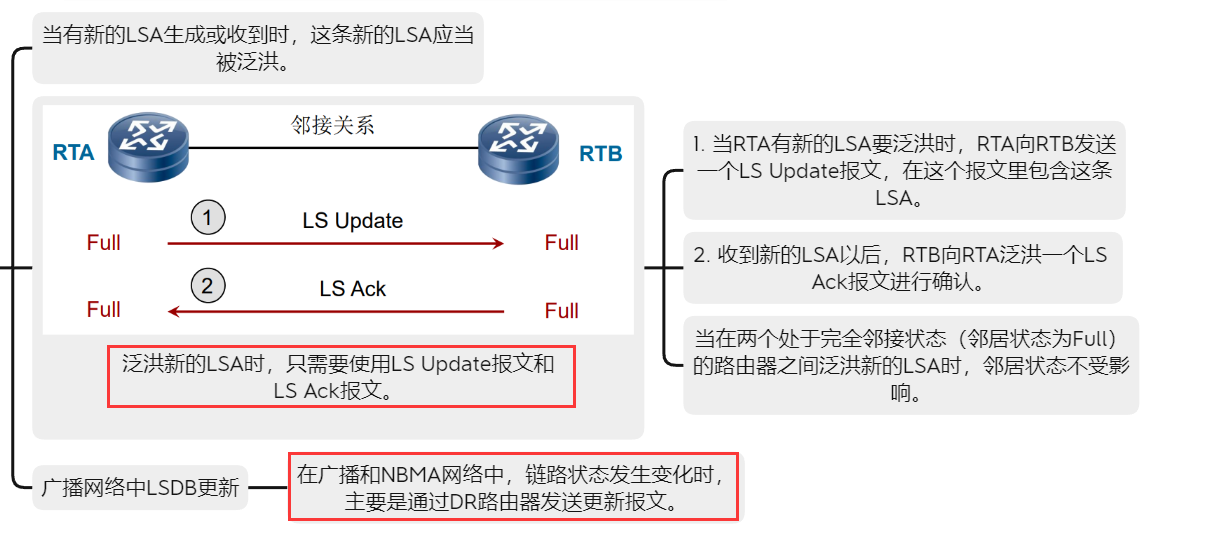 当有新的LSA生成或收到时，这条新的LSA应当
被泛洪。
邻接关系
RTA
RTB
1
LS Update
Full
Full
2
LS Ack
Full
Full
泛洪新的LSA时，只需要使用LS Update报文和
LS Ack报文。
1. 当RTA有新的LSA要泛洪时，RTA向RTB发送
一个LS Update报文，在这个报文里包含这条
LSA。
2. 收到新的LSA以后，RTB向RTA泛洪一个LS
Ack报文进行确认。
当在两个处于完全邻接状态（邻居状态为Full）
的路由器之间泛洪新的LSA时，邻居状态不受影
响。
广播网络中LSDB更新
在广播和NBMA网络中，链路状态发生变化时，
主要是通过DR路由器发送更新报文。